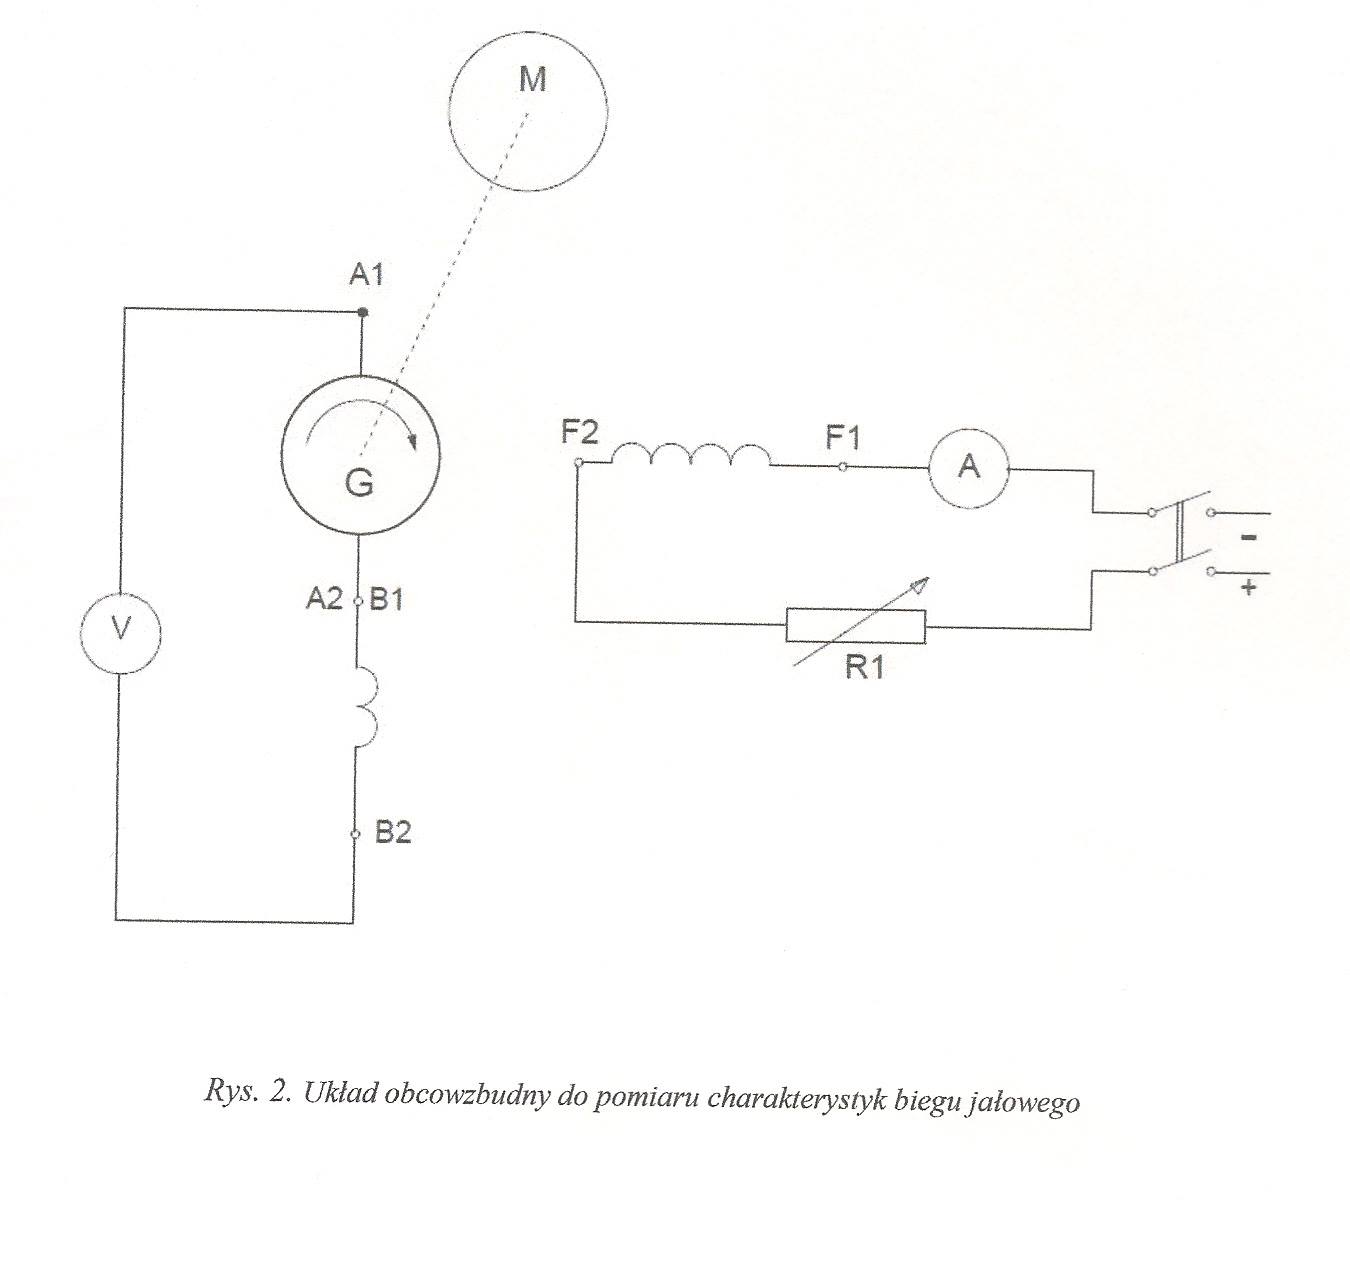 M
A1
G
A2 B1
V
B2
F2
F1
A
R1
-
+
Rys. 2. Układ obcowzbudny do pomiaru charakterystyk biegu jałowego